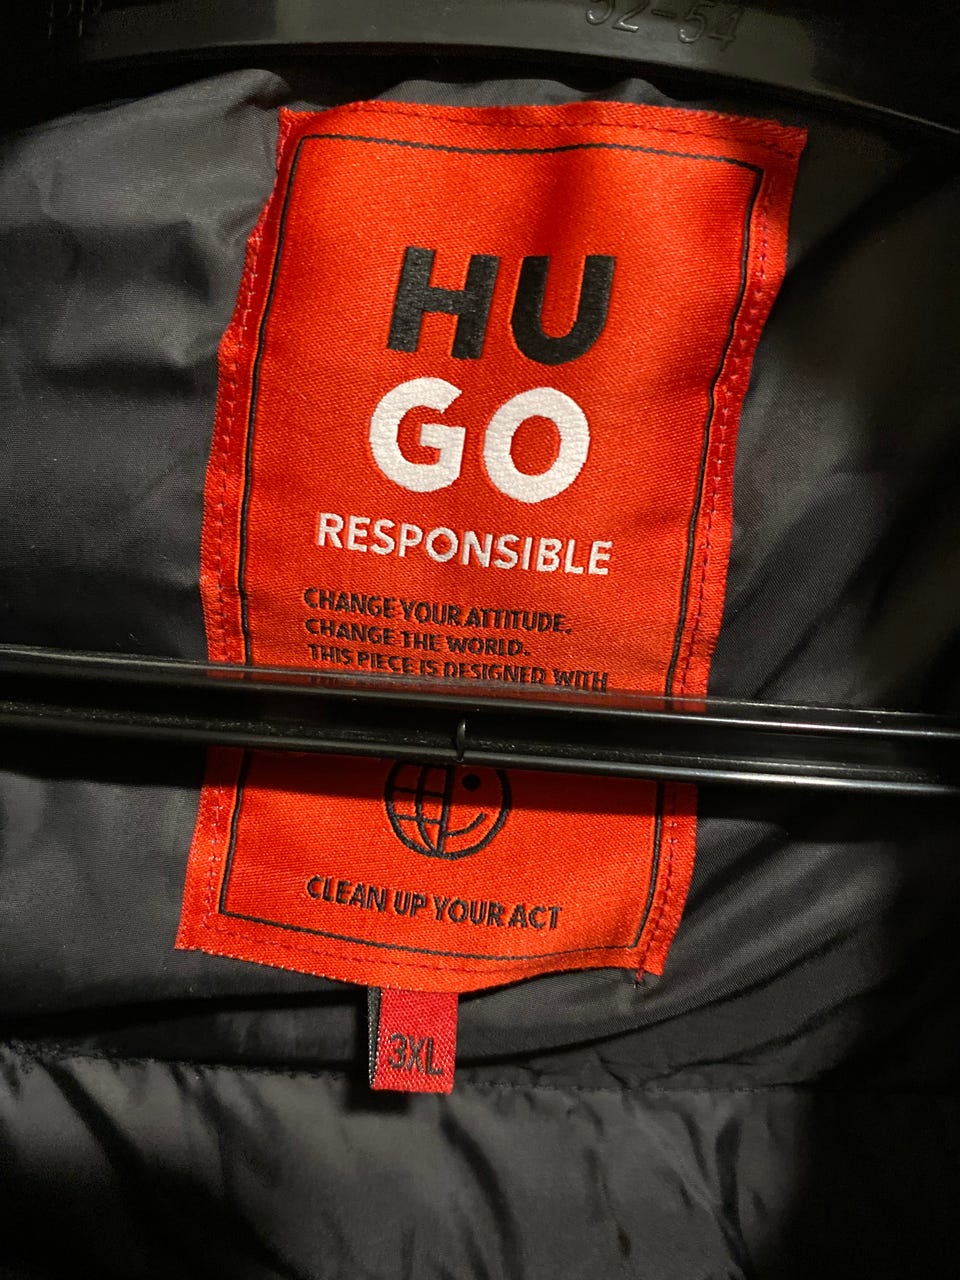 52-54
HU
GO
RESPONSIBLE
CHANGE YOUR ATTITUDE.
CHANGE THE WORLD.
THIS PIECE IS DESIGNED WITH
CLEAN UP YOUR ACT
3XL